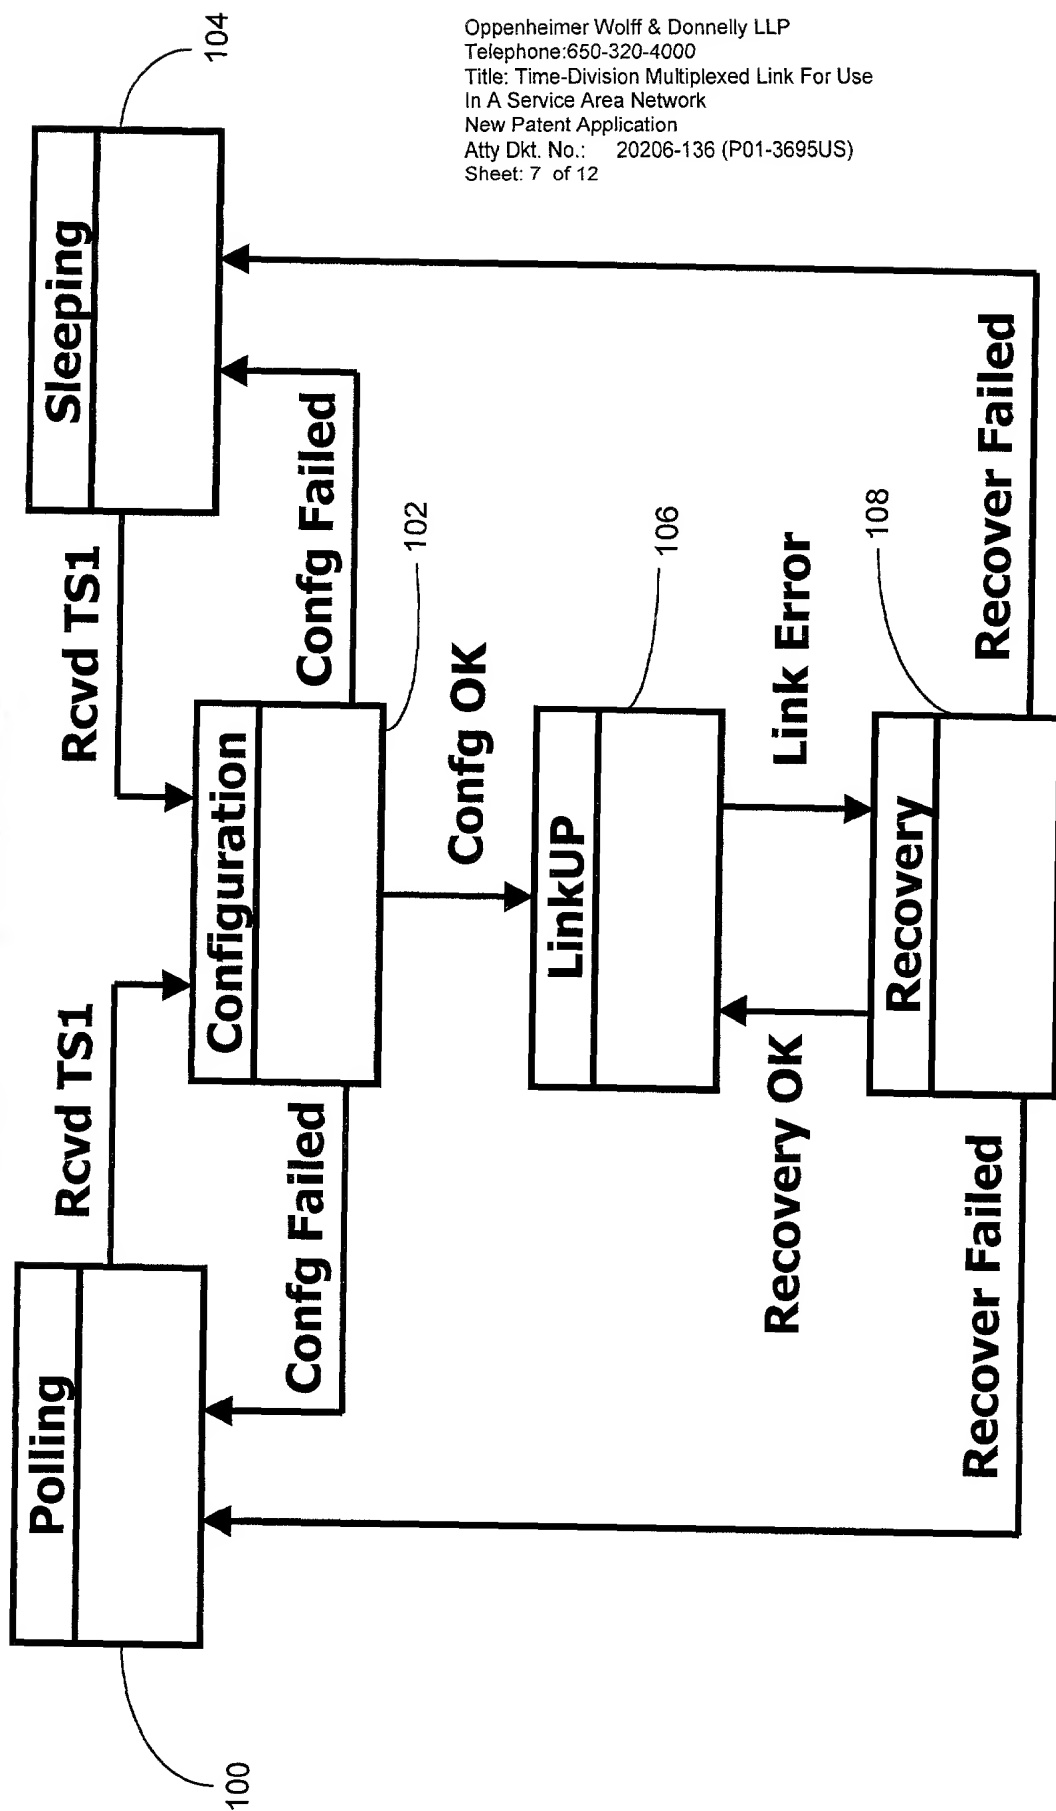 Oppenheimer Wolff & Donnelly LLP
Telephone:650-320-4000
Title: Time-Division Multiplexed Link For Use
In A Service Area Network
New Patent Application
Atty Dkt. No.: 20206-136 (P01-3695US)
Sheet: 7 of 12
Polling
Rcvd TS1
Rcvd TS1
Sleeping
100
104
Configuration
Confg Failed
Confg Failed
102
Confg OK
LinkUP
106
Recovery OK
Link Error
Recovery
108
Recover Failed
Recover Failed